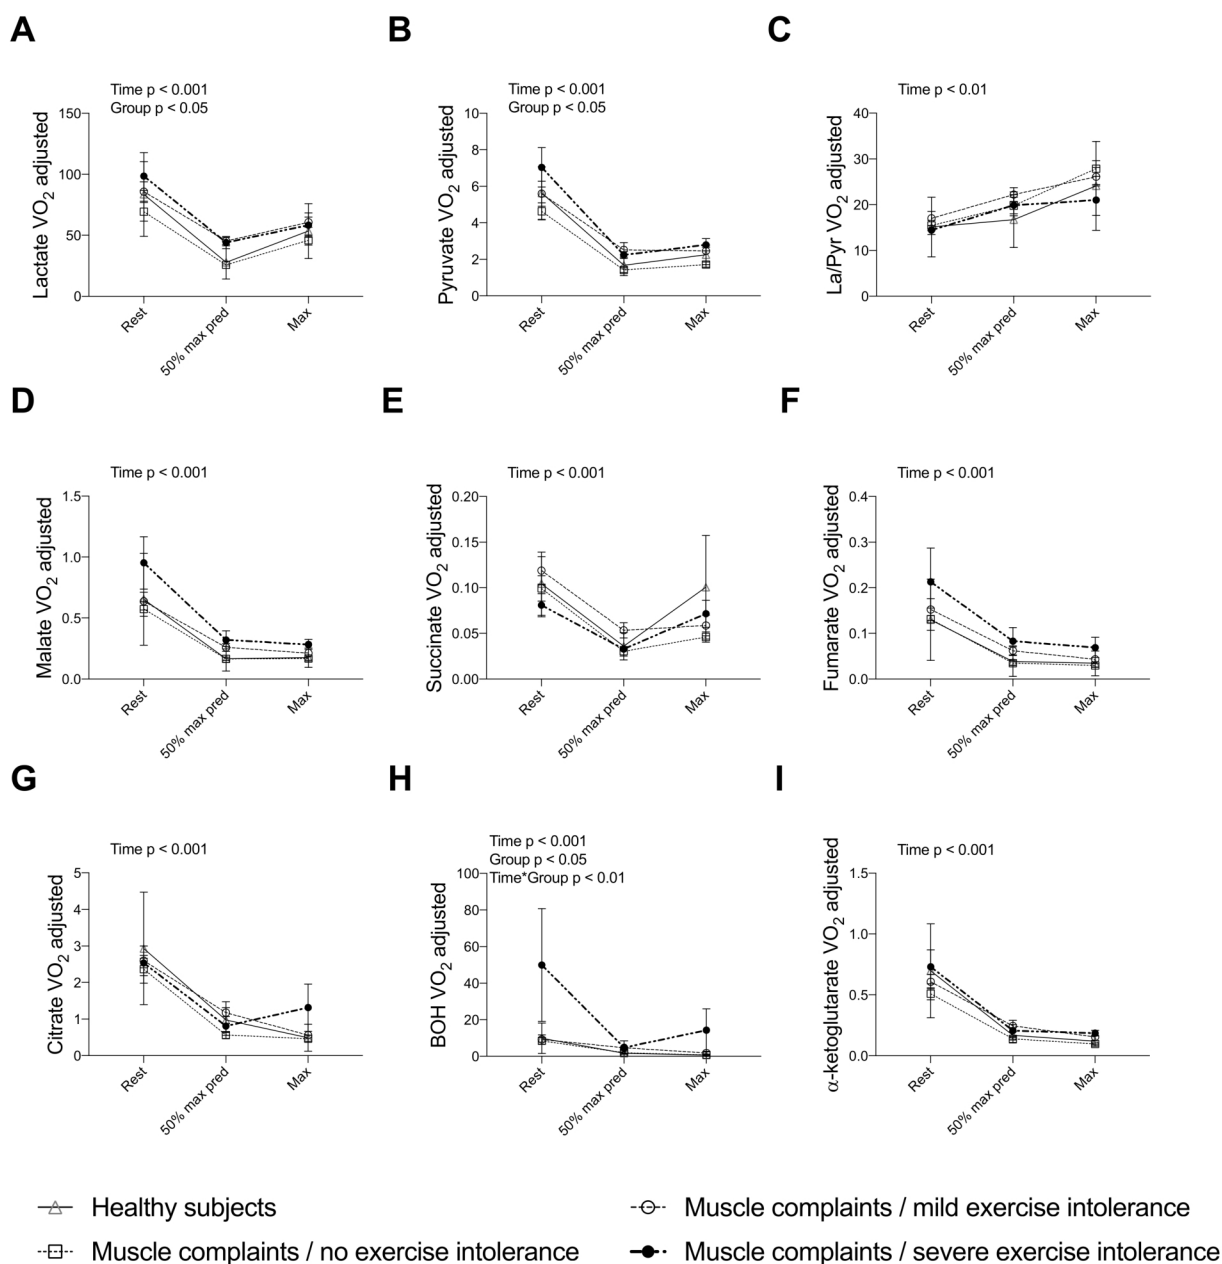 A
Time p < 0.001
Group p < 0.05
Lactate VO2 adjusted
150
100
50
0
Rest
50% max pred
Max
B
Time p < 0.001
Group p < 0.05
Pyruvate VO2 adjusted
10
8
6
4
2
0
Rest
50% max pred
Max
C
Time p < 0.01
La/Pyr VO2 adjusted
40
30
20
10
0
Rest
50% max pred
Max
D
Time p < 0.001
Malate VO2 adjusted
1.5
1.0
0.5
0.0
Rest
50% max pred
Max
E
Time p < 0.001
Succinate VO2 adjusted
0.20
0.15
0.10
0.05
0.00
Rest
50% max pred
Max
F
Time p < 0.001
Fumarate VO2 adjusted
0.4
0.3
0.2
0.1
0.0
Rest
50% max pred
Max
G
Time p < 0.001
Citrate VO2 adjusted
5
4
3
2
1
0
Rest
50% max pred
Max
H
Time p < 0.001
Group p < 0.05
Time*Group p < 0.01
BOH VO2 adjusted
100
80
60
40
20
0
Rest
50% max pred
Max
I
Time p < 0.001
α-ketoglutarate VO2 adjusted
1.5
1.0
0.5
0.0
Rest
50% max pred
Max
Healthy subjects
Muscle complaints / no exercise intolerance
Muscle complaints / mild exercise intolerance
Muscle complaints / severe exercise intolerance